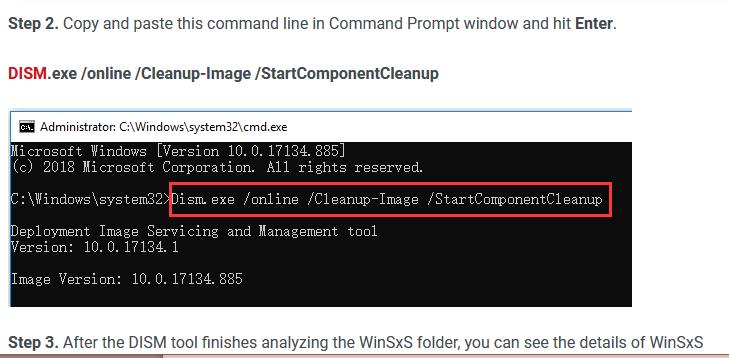 Step 2. Copy and paste this command line in Command Prompt window and hit Enter.
DISM.exe /online /Cleanup-Image /StartComponentCleanup
Administrator: C:\Windows\system32\cmd.exe
Microsoft Windows [Version 10.0.17134.885]
(c) 2018 Microsoft Corporation. All rights reserved.
C:\Windows\system32>Dism.exe /online /Cleanup-Image /StartComponentCleanup
Deployment Image Servicing and Management tool
Version: 10.0.17134.1
Image Version: 10.0.17134.885
Step 3. After the DISM tool finishes analyzing the WinSxS folder, you can see the details of WinSxS